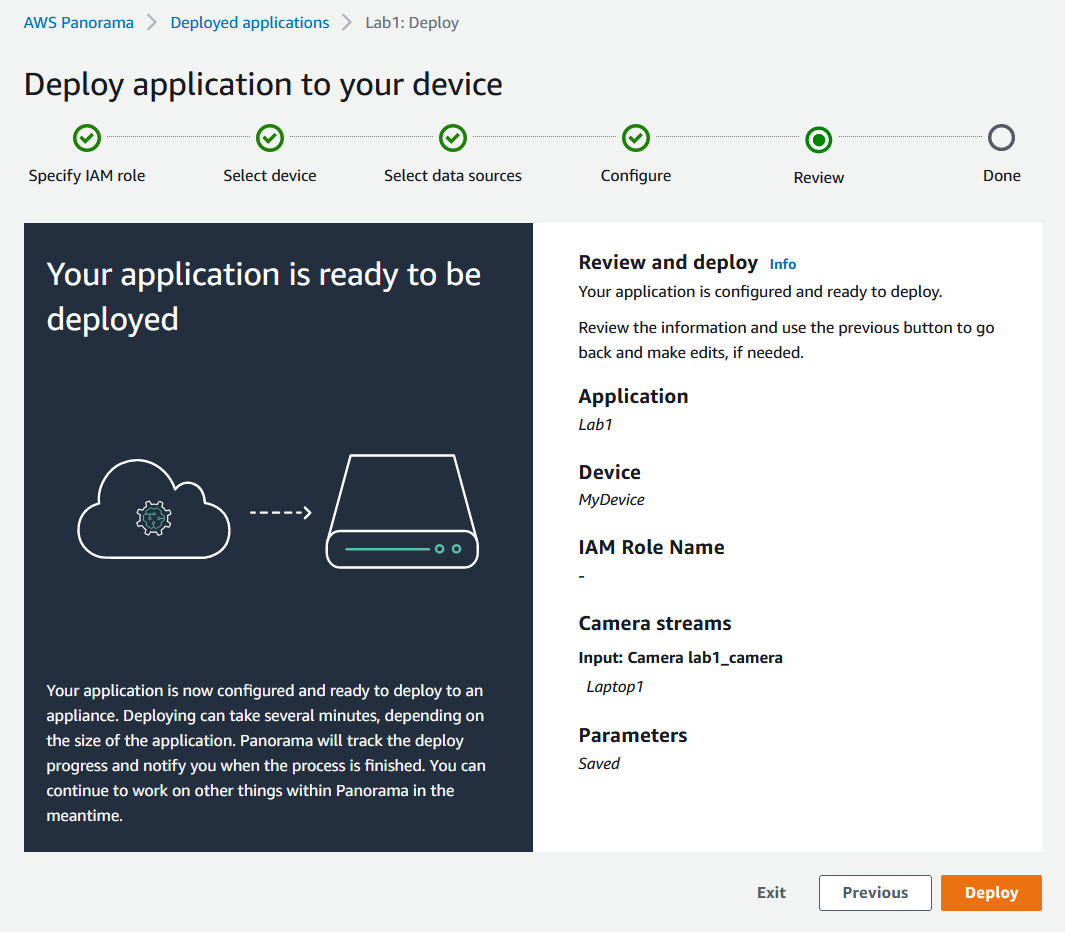 AWS Panorama > Deployed applications > Lab1: Deploy
Deploy application to your device
Specify IAM role
Select device
Select data sources
Configure
Review
Done
Your application is ready to be
deployed
Your application is now configured and ready to deploy to an
appliance. Deploying can take several minutes, depending on
the size of the application. Panorama will track the deploy
progress and notify you when the process is finished. You can
continue to work on other things within Panorama in the
meantime.
Review and deploy Info
Your application is configured and ready to deploy.
Review the information and use the previous button to go
back and make edits, if needed.
Application
Lab1
Device
MyDevice
IAM Role Name
-
Camera streams
Input: Camera lab1_camera
Laptop1
Parameters
Saved
Exit
Previous
Deploy